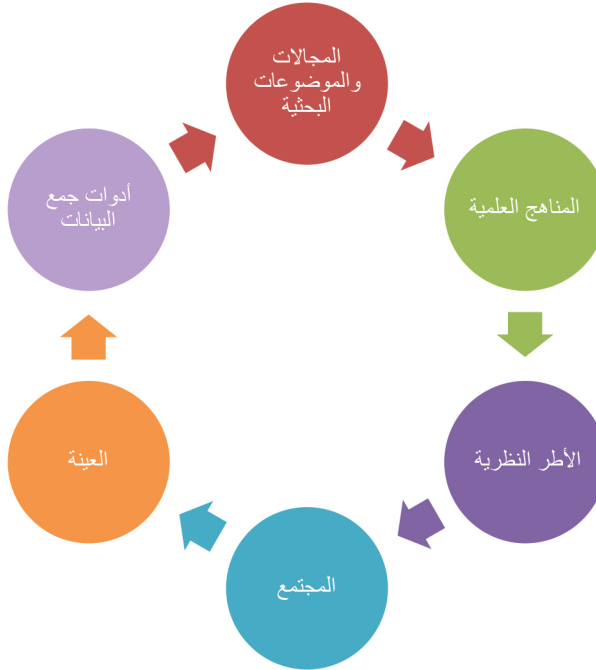 المجالات
والموضوعات
البحثية
المناهج العلمية
الأطر النظرية
المجتمع
العينة
أدوات جمع
البيانات